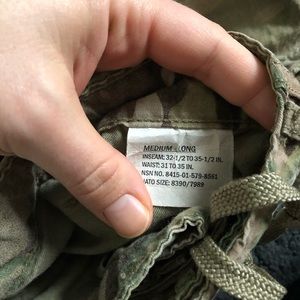 MEDIUM LONG
INSEAM: 32-1/2 TO 35-1/2 IN.
WAIST: 31 TO 35 IN.
NSN NO. 8415-01-579-8561
NATO SIZE: 8390/7989